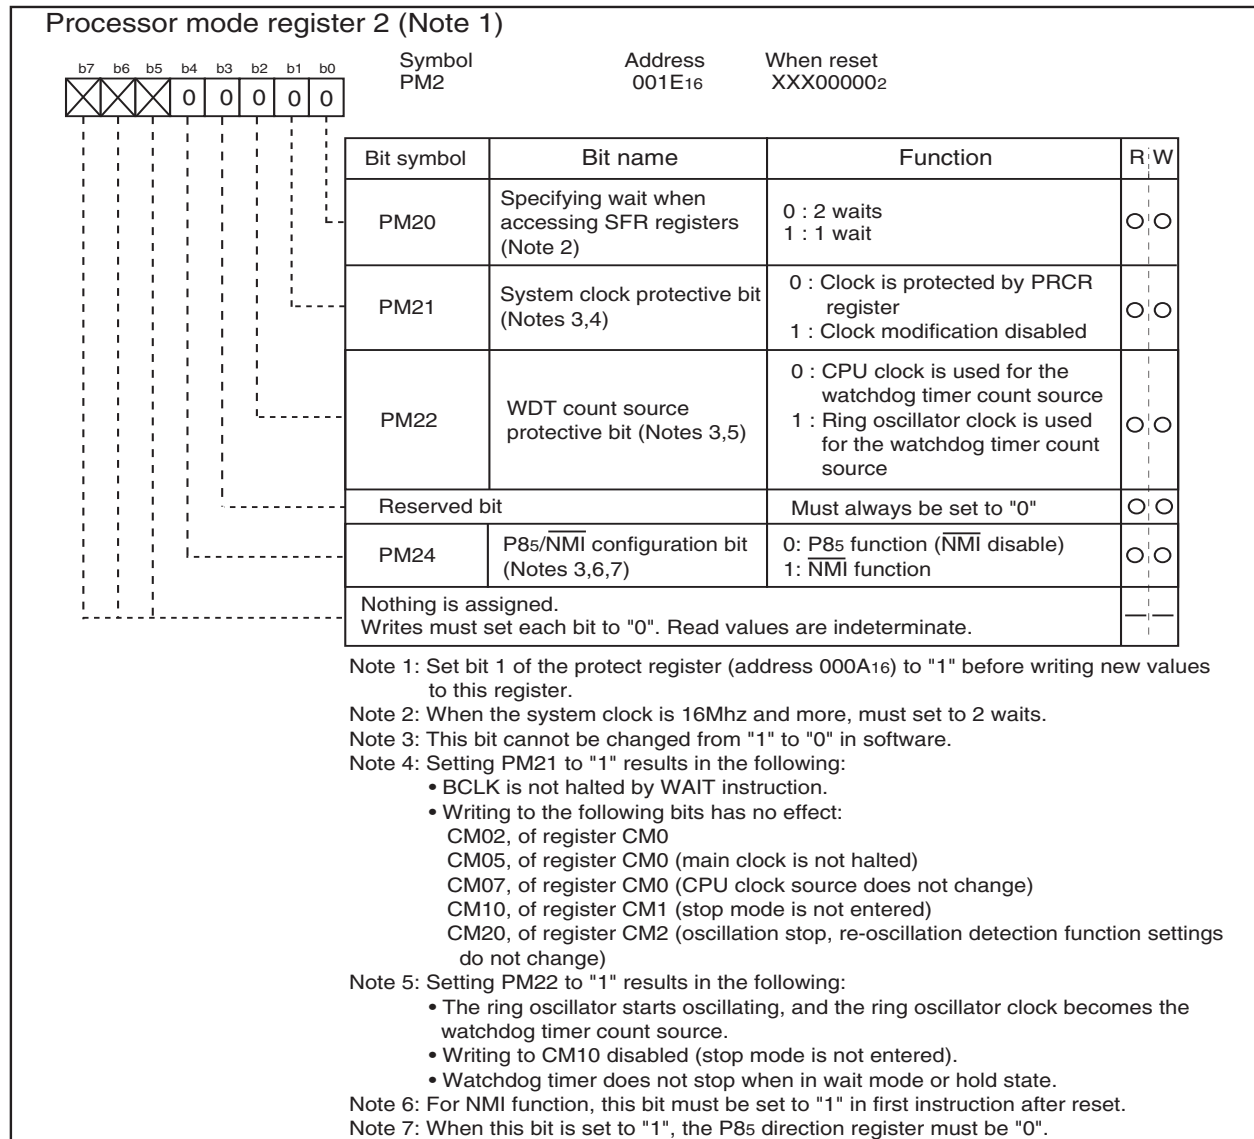 Processor mode register 2 (Note 1)
Symbol Address When reset
PM2 001E16 XXX000002
b7 b6 b5 b4 b3 b2 b1 b0
0 0 0 0 0
Bit symbol Bit name Function R W
PM20 Specifying wait when accessing SFR registers (Note 2) 0 : 2 waits 1 : 1 wait
PM21 System clock protective bit (Notes 3,4) 0 : Clock is protected by PRCR register 1 : Clock modification disabled
PM22 WDT count source protective bit (Notes 3,5) 0 : CPU clock is used for the watchdog timer count source 1 : Ring oscillator clock is used for the watchdog timer count source
Reserved bit Must always be set to "0"
PM24 P85/NMI configuration bit (Notes 3,6,7) 0: P85 function (NMI disable) 1: NMI function
Nothing is assigned.
Writes must set each bit to "0". Read values are indeterminate.
Note 1: Set bit 1 of the protect register (address 000A16) to "1" before writing new values
to this register.
Note 2: When the system clock is 16Mhz and more, must set to 2 waits.
Note 3: This bit cannot be changed from "1" to "0" in software.
Note 4: Setting PM21 to "1" results in the following:
• BCLK is not halted by WAIT instruction.
• Writing to the following bits has no effect:
CM02, of register CM0
CM05, of register CM0 (main clock is not halted)
CM07, of register CM0 (CPU clock source does not change)
CM10, of register CM1 (stop mode is not entered)
CM20, of register CM2 (oscillation stop, re-oscillation detection function settings
do not change)
Note 5: Setting PM22 to "1" results in the following:
• The ring oscillator starts oscillating, and the ring oscillator clock becomes the
watchdog timer count source.
• Writing to CM10 disabled (stop mode is not entered).
• Watchdog timer does not stop when in wait mode or hold state.
Note 6: For NMI function, this bit must be set to "1" in first instruction after reset.
Note 7: When this bit is set to "1", the P85 direction register must be "0".